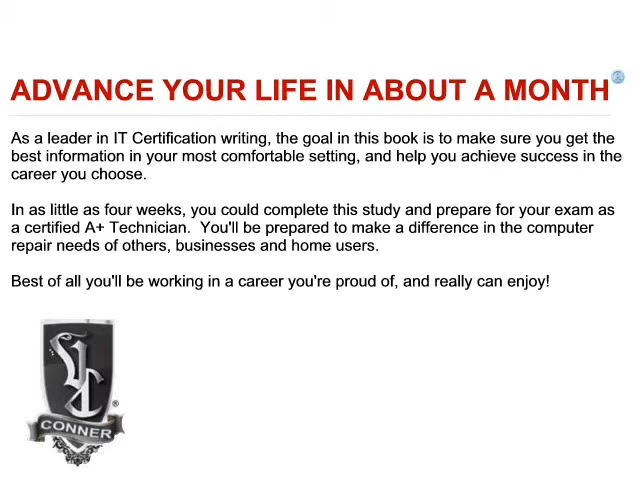 ADVANCE YOUR LIFE IN ABOUT A MONTH
As a leader in IT Certification writing, the goal in this book is to make sure you get the
best information in your most comfortable setting, and help you achieve success in the
career you choose.
In as little as four weeks, you could complete this study and prepare for your exam as
a certified A+ Technician.  You'll be prepared to make a difference in the computer
repair needs of others, businesses and home users.
Best of all you'll be working in a career you're proud of, and really can enjoy!
®
CONNER